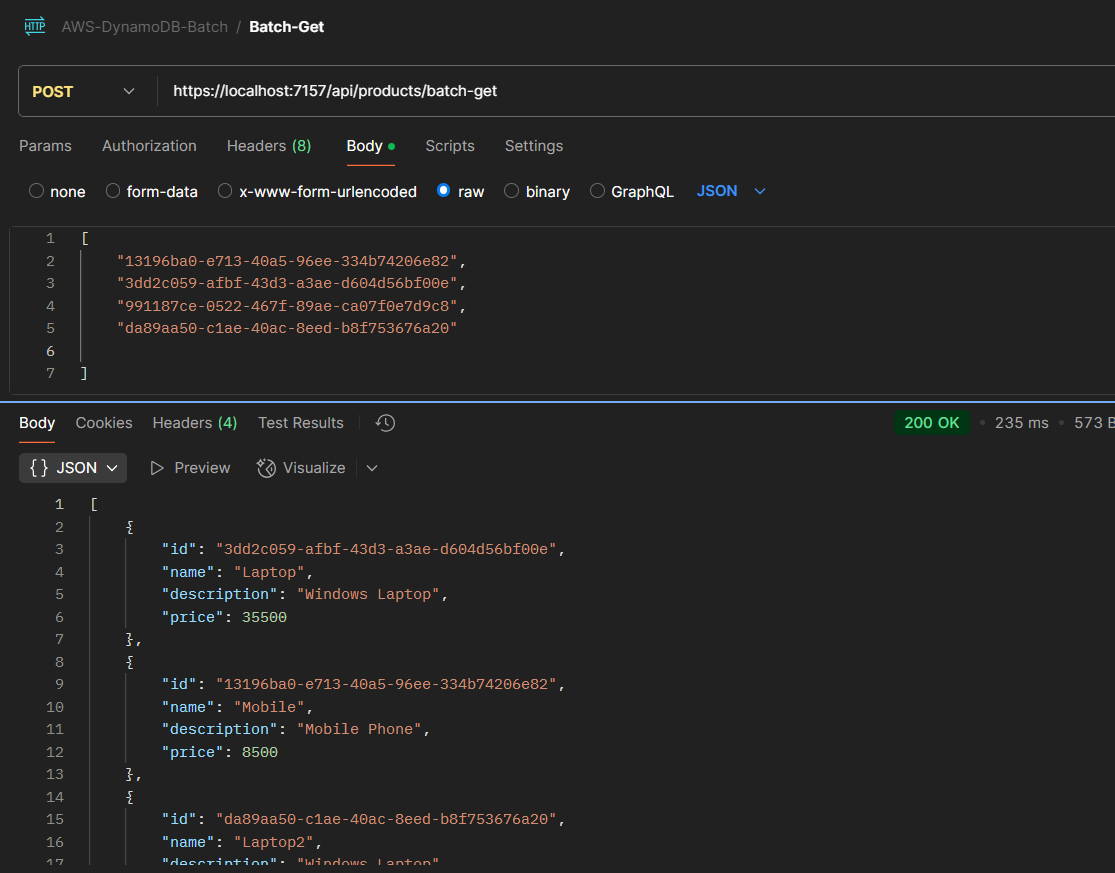 HTTP AWS-DynamoDB-Batch / Batch-Get
POST https://localhost:7157/api/products/batch-get
Params Authorization Headers (8) Body Scripts Settings
none form-data x-www-form-urlencoded raw binary GraphQL JSON
1 [
2 "13196ba0-e713-40a5-96ee-334b74206e82",
3 "3dd2c059-afbf-43d3-a3ae-d604d56bf00e",
4 "991187ce-0522-467f-89ae-ca07f0e7d9c8",
5 "da89aa50-c1ae-40ac-8eed-b8f753676a20"
6
7 ]
Body Cookies Headers (4) Test Results 200 OK • 235 ms • 573 B
{} JSON Preview Visualize
1 [
2 {
3 "id": "3dd2c059-afbf-43d3-a3ae-d604d56bf00e",
4 "name": "Laptop",
5 "description": "Windows Laptop",
6 "price": 35500
7 },
8 {
9 "id": "13196ba0-e713-40a5-96ee-334b74206e82",
10 "name": "Mobile",
11 "description": "Mobile Phone",
12 "price": 8500
13 },
14 {
15 "id": "da89aa50-c1ae-40ac-8eed-b8f753676a20",
16 "name": "Laptop2",
17 "description": "Windows Laptop"